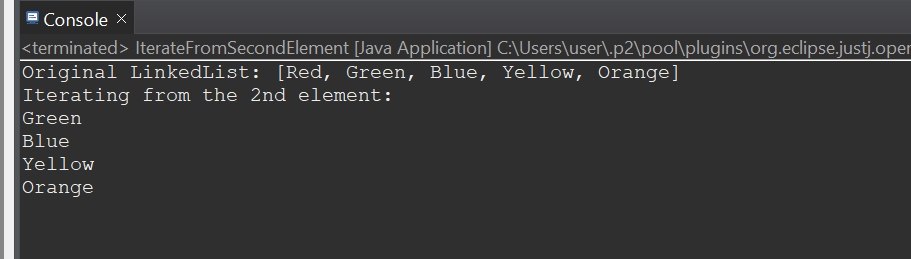 Console
<terminated> IterateFromSecondElement [Java Application] C:\Users\user\.p2\pool\plugins\org.eclipse.justj.oper
Original LinkedList: [Red, Green, Blue, Yellow, Orange]
Iterating from the 2nd element:
Green
Blue
Yellow
Orange